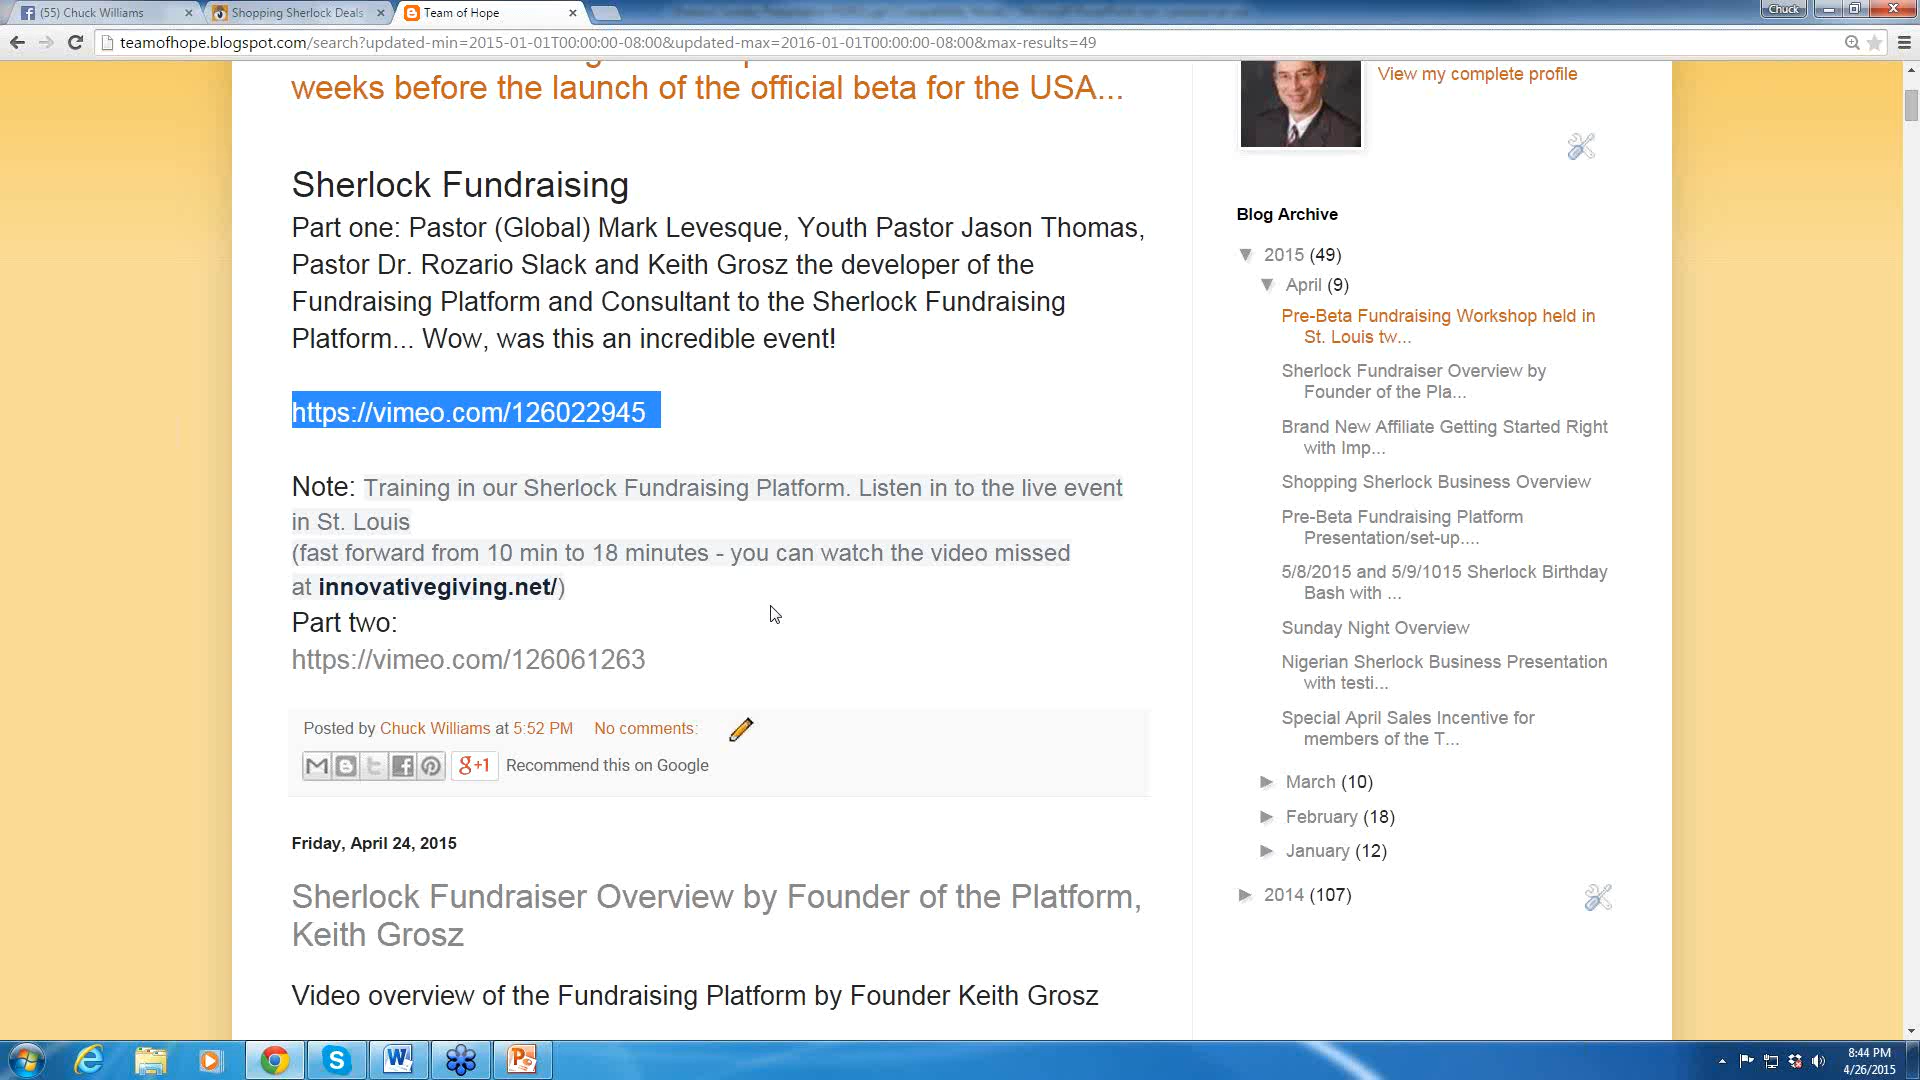 (55) Chuck Williams
Shopping Sherlock Deals
Team of Hope
Chuck
teamofhope.blogspot.com/search?updated-min=2015-01-01T00:00:00-08:00&updated-max=2016-01-01T00:00:00-08:00&max-results=49
weeks before the launch of the official beta for the USA...
Sherlock Fundraising
Part one: Pastor (Global) Mark Levesque, Youth Pastor Jason Thomas,
Pastor Dr. Rozario Slack and Keith Grosz the developer of the
Fundraising Platform and Consultant to the Sherlock Fundraising
Platform... Wow, was this an incredible event!
https://vimeo.com/126022945
Note: Training in our Sherlock Fundraising Platform. Listen in to the live event
in St. Louis
(fast forward from 10 min to 18 minutes - you can watch the video missed
at innovativegiving.net/)
Part two:
https://vimeo.com/126061263
Posted by Chuck Williams at 5:52 PM No comments:
g+1 Recommend this on Google
Friday, April 24, 2015
Sherlock Fundraiser Overview by Founder of the Platform,
Keith Grosz
Video overview of the Fundraising Platform by Founder Keith Grosz
View my complete profile
Blog Archive
▼ 2015 (49)
▼ April (9)
Pre-Beta Fundraising Workshop held in
St. Louis tw...
Sherlock Fundraiser Overview by
Founder of the Pla...
Brand New Affiliate Getting Started Right
with Imp...
Shopping Sherlock Business Overview
Pre-Beta Fundraising Platform
Presentation/set-up....
5/8/2015 and 5/9/1015 Sherlock Birthday
Bash with ...
Sunday Night Overview
Nigerian Sherlock Business Presentation
with testi...
Special April Sales Incentive for
members of the T...
► March (10)
► February (18)
► January (12)
► 2014 (107)
8:44 PM
4/26/2015